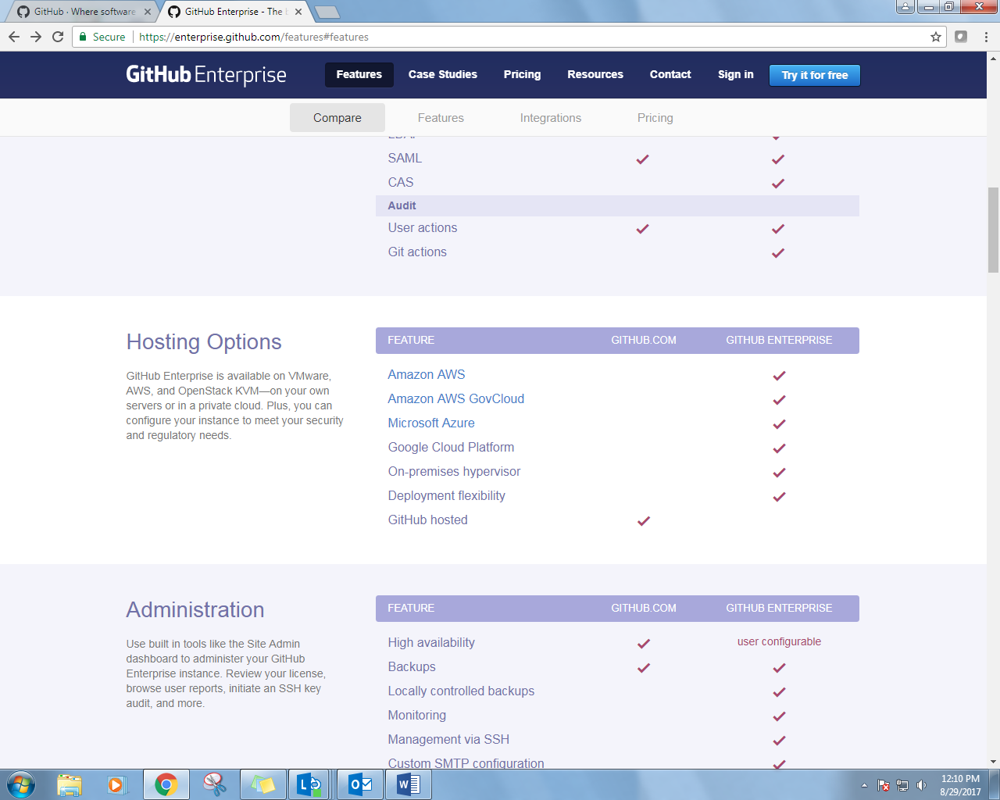 GitHub · Where software
GitHub Enterprise - The b
Secure
https://enterprise.github.com/features#features
GitHub Enterprise
Features
Case Studies
Pricing
Resources
Contact
Sign in
Try it for free
Compare
Features
Integrations
Pricing
SAML
CAS
Audit
User actions
Git actions
Hosting Options
GitHub Enterprise is available on VMware,
AWS, and OpenStack KVM—on your own
servers or in a private cloud. Plus, you can
configure your instance to meet your security
and regulatory needs.
FEATURE GITHUB.COM GITHUB ENTERPRISE
Amazon AWS
Amazon AWS GovCloud
Microsoft Azure
Google Cloud Platform
On-premises hypervisor
Deployment flexibility
GitHub hosted
Administration
Use built in tools like the Site Admin
dashboard to administer your GitHub
Enterprise instance. Review your license,
browse user reports, initiate an SSH key
audit, and more.
FEATURE GITHUB.COM GITHUB ENTERPRISE
High availability user configurable
Backups
Locally controlled backups
Monitoring
Management via SSH
Custom SMTP configuration
12:10 PM
8/29/2017